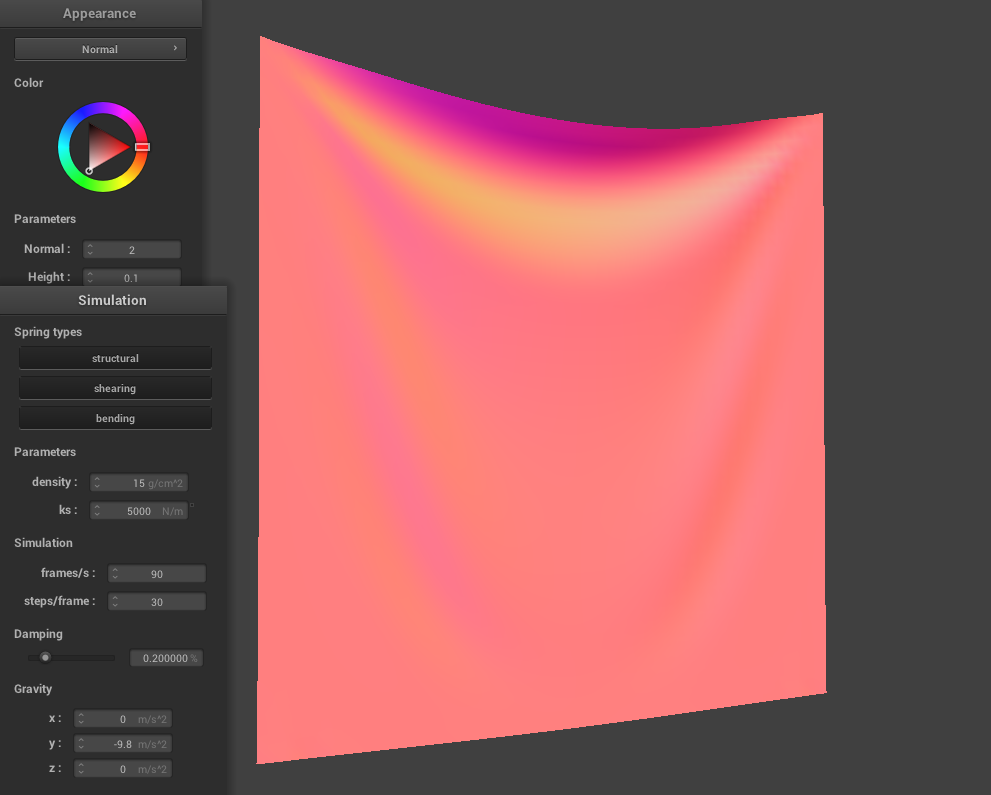 Appearance
Normal ›
Color
Parameters
Normal : 2
Height : 0.1
Simulation
Spring types
structural
shearing
bending
Parameters
density : 15 g/cm^2
ks : 5000 N/m
Simulation
frames/s : 90
steps/frame : 30
Damping
0.200000 %
Gravity
x : 0 m/s^2
y : -9.8 m/s^2
z : 0 m/s^2